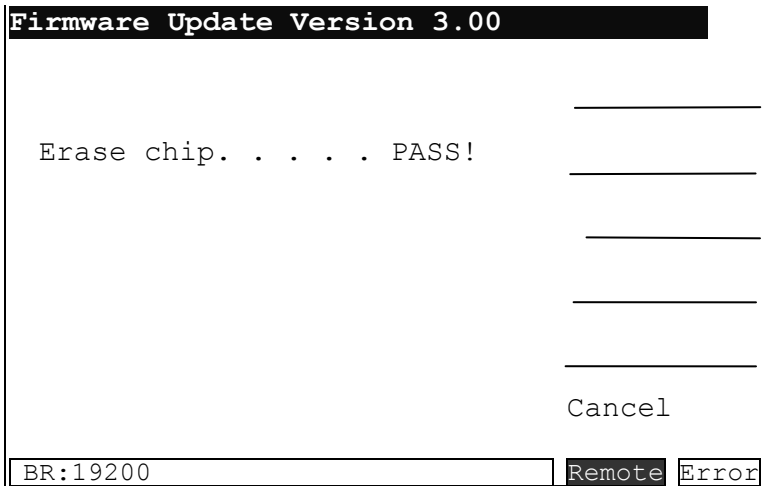 Firmware Update Version 3.00
Erase chip. . . . . PASS!
Cancel
BR:19200 Remote Error